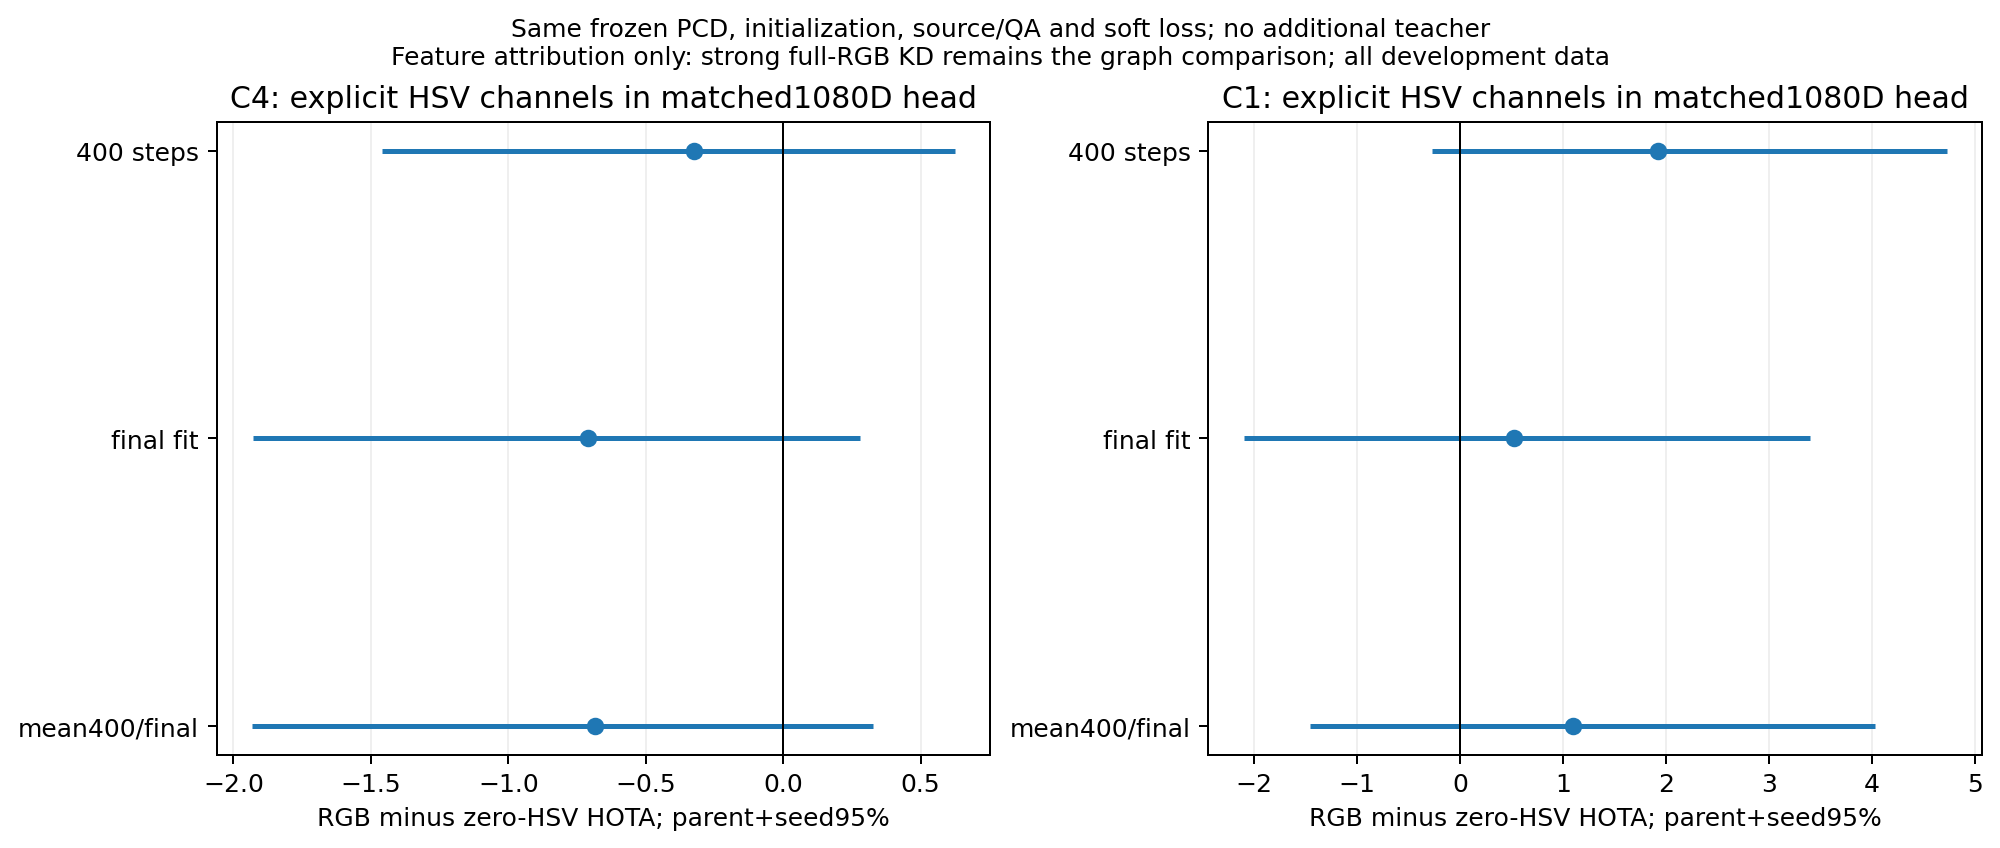 Same frozen PCD, initialization, source/QA and soft loss; no additional teacher
Feature attribution only: strong full-RGB KD remains the graph comparison; all development data
C4: explicit HSV channels in matched1080D head
400 steps
final fit
mean400/final
−2.0 −1.5 −1.0 −0.5 0.0 0.5
RGB minus zero-HSV HOTA; parent+seed95%
C1: explicit HSV channels in matched1080D head
400 steps
final fit
mean400/final
−2 −1 0 1 2 3 4 5
RGB minus zero-HSV HOTA; parent+seed95%